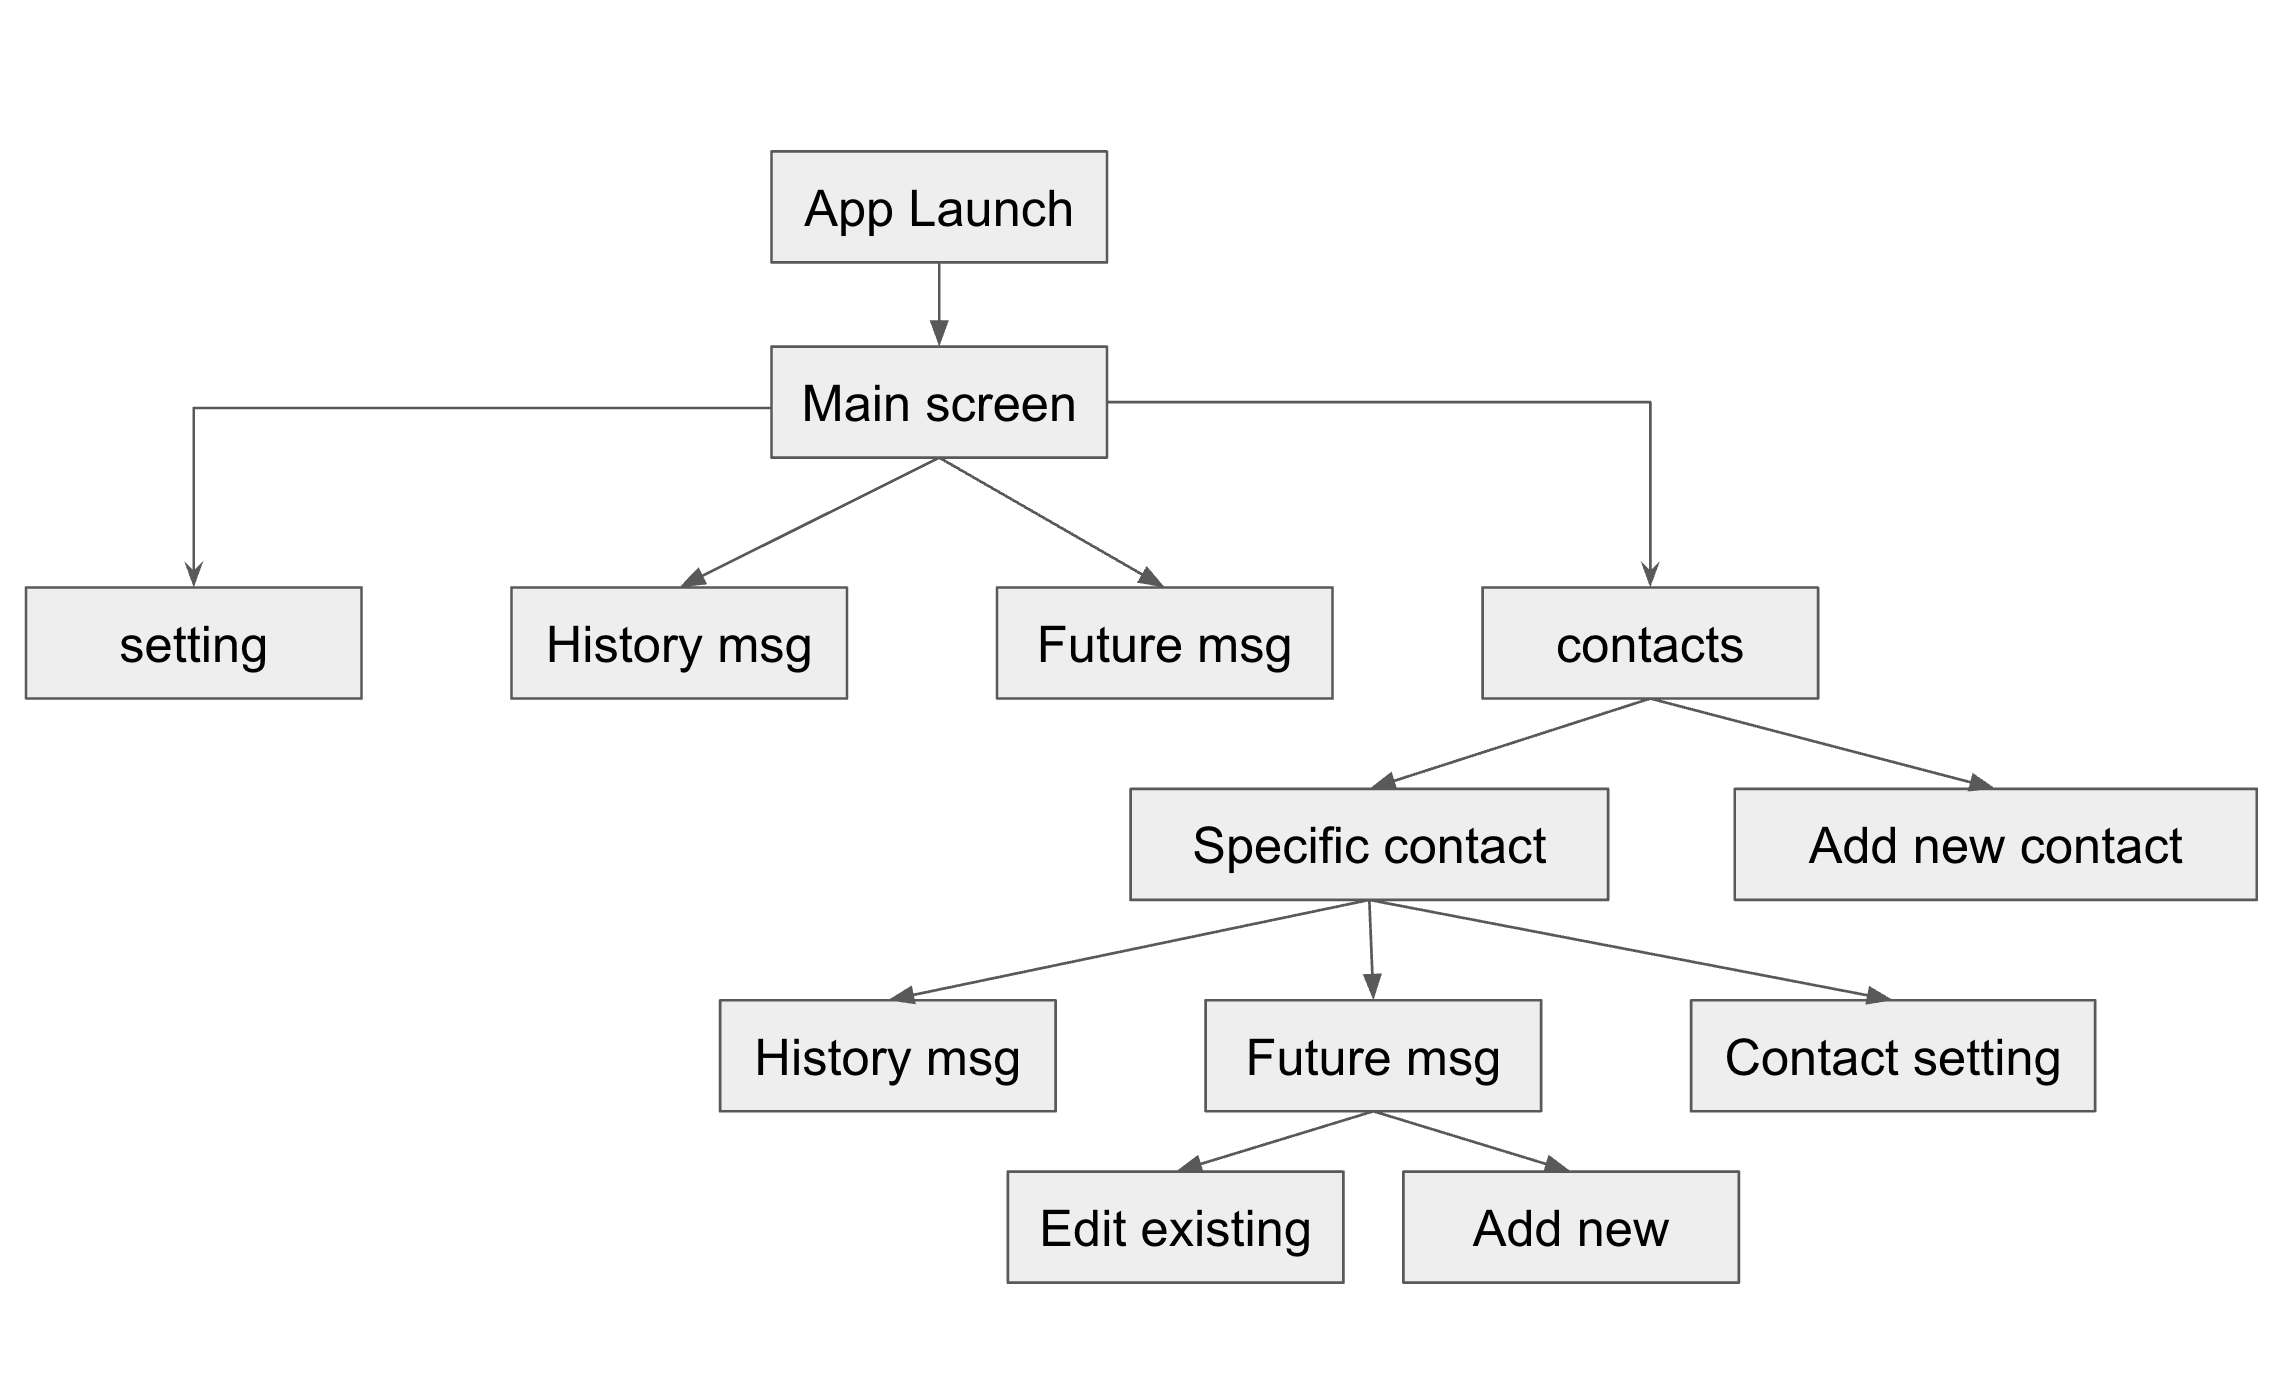 App Launch
Main screen
setting
History msg
Future msg
contacts
Specific contact
Add new contact
History msg
Future msg
Contact setting
Edit existing
Add new